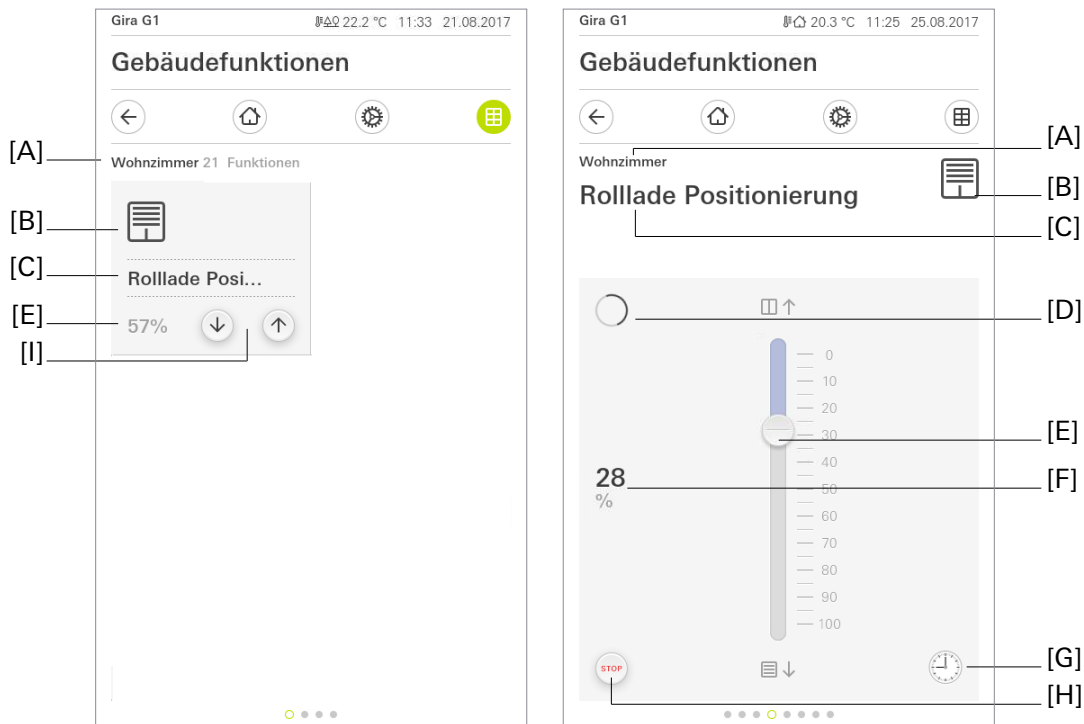 Gira G1 22.2 °C 11:33 21.08.2017
Gebäudefunktionen
[A] Wohnzimmer 21 Funktionen
[B]
[C] Rolllade Posi...
[E] 57%
[I]
Gira G1 20.3 °C 11:25 25.08.2017
Gebäudefunktionen
Wohnzimmer [A]
[B]
Rolllade Positionierung
[C]
[D]
0
10
20
30 [E]
40
28 [F]
50
%
60
70
80
90
100
STOP [G]
[H]